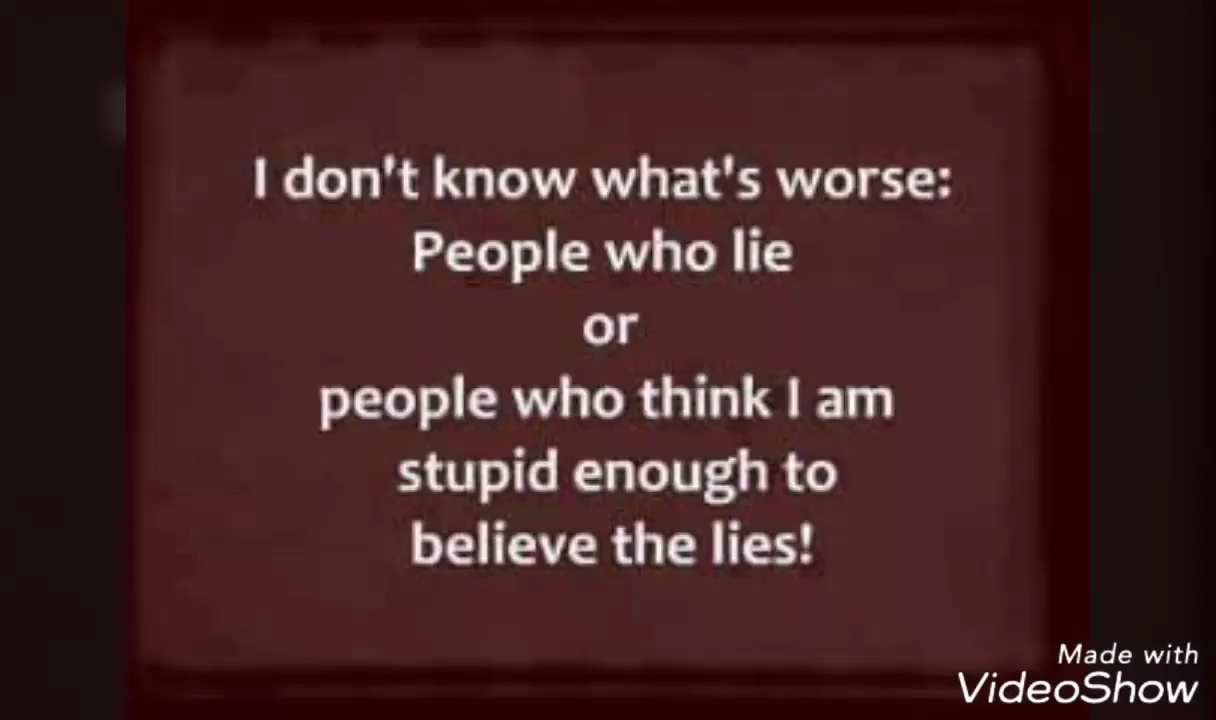 I don't know what's worse:
People who lie
or
people who think I am
stupid enough to
believe the lies!
Made with
VideoShow